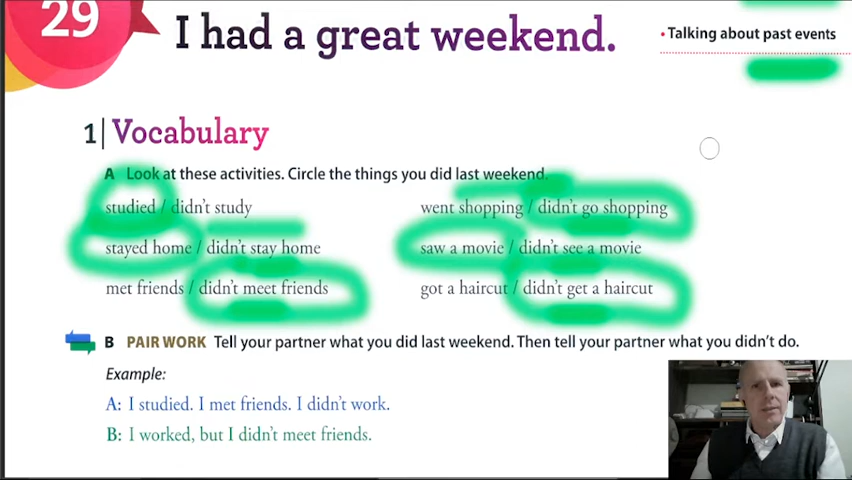 29
I had a great weekend.
• Talking about past events
1 | Vocabulary
A Look at these activities. Circle the things you did last weekend.
studied / didn't study
went shopping / didn't go shopping
stayed home / didn't stay home
saw a movie / didn't see a movie
met friends / didn't meet friends
got a haircut / didn't get a haircut
B PAIR WORK Tell your partner what you did last weekend. Then tell your partner what you didn't do.
Example:
A: I studied. I met friends. I didn't work.
B: I worked, but I didn't meet friends.